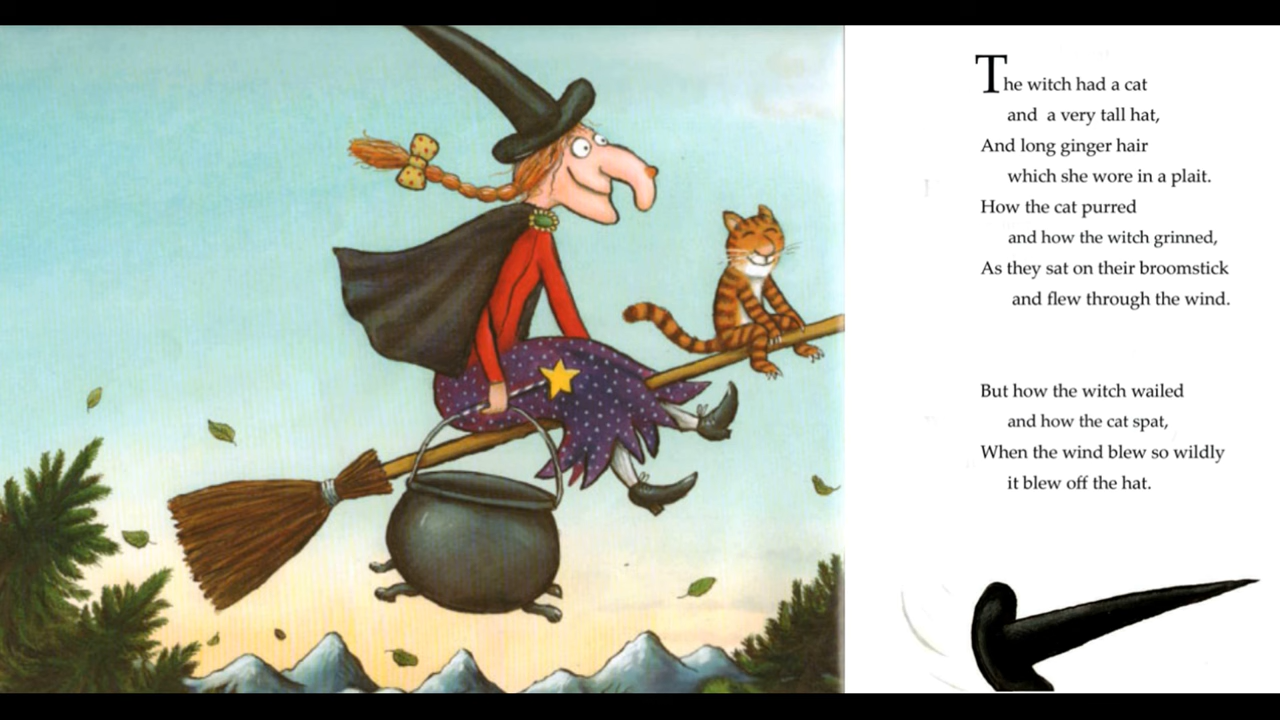 The witch had a cat
and a very tall hat,
And long ginger hair
which she wore in a plait.
How the cat purred
and how the witch grinned,
As they sat on their broomstick
and flew through the wind.
But how the witch wailed
and how the cat spat,
When the wind blew so wildly
it blew off the hat.